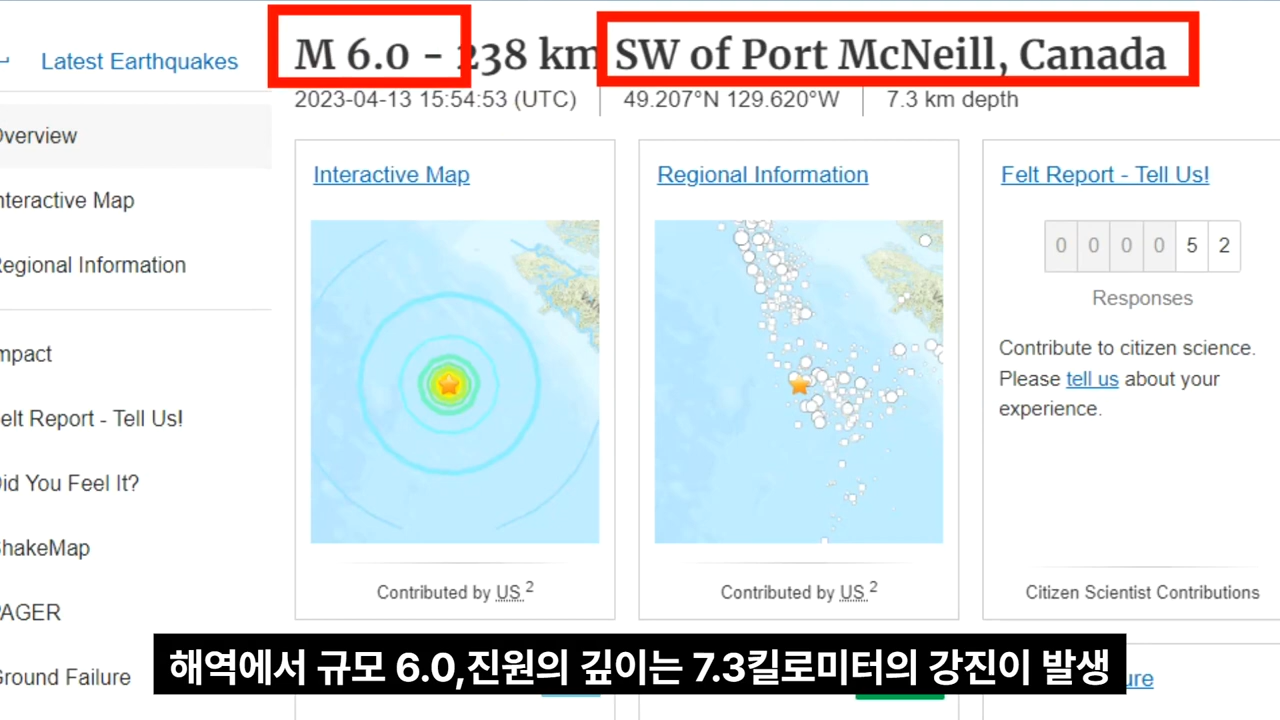 M 6.0 - 238 km SW of Port McNeill, Canada
Latest Earthquakes
2023-04-13 15:54:53 (UTC) 49.207°N 129.620°W 7.3 km depth
Overview
Interactive Map
Regional Information
Impact
Felt Report - Tell Us!
Did You Feel It?
ShakeMap
PAGER
Ground Failure
Interactive Map
Contributed by US 2
Regional Information
Contributed by US 2
Felt Report - Tell Us!
0 0 0 0 5 2
Responses
Contribute to citizen science.
Please tell us about your
experience.
Citizen Scientist Contributions
해역에서 규모 6.0,진원의 깊이는 7.3킬로미터의 강진이 발생